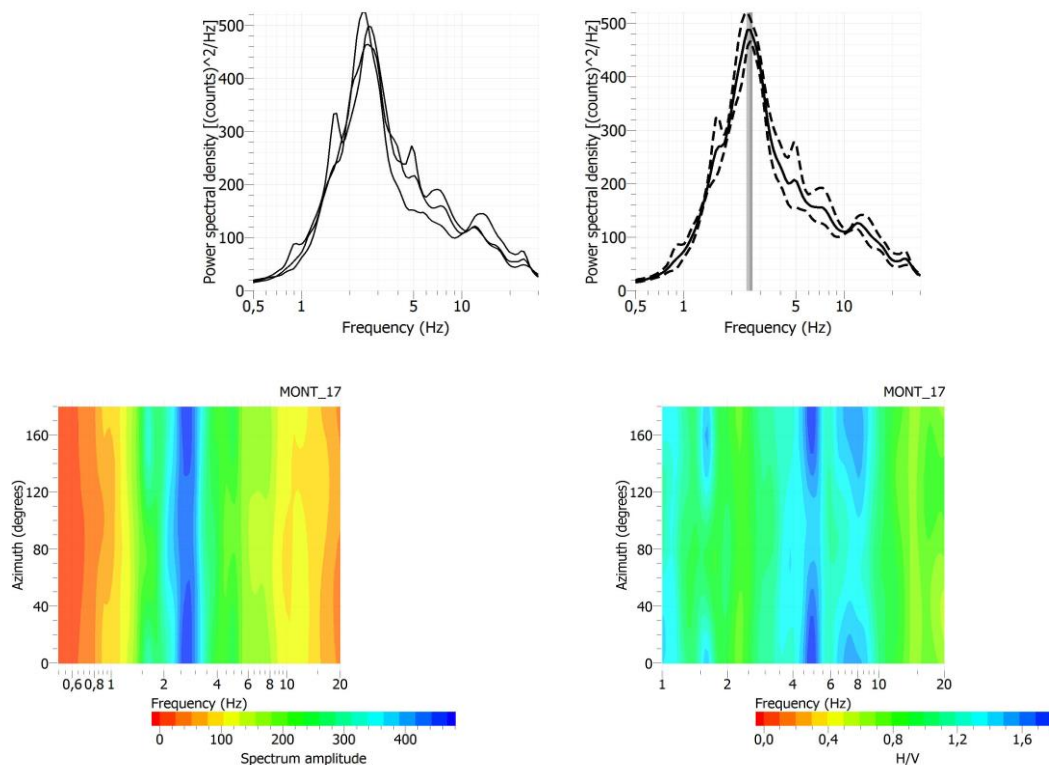 Power spectral density [(counts)^2/Hz]
500
400
300
200
100
0
0,5 1 5 10
Frequency (Hz)
Power spectral density [(counts)^2/Hz]
500
400
300
200
100
0
0,5 1 5 10
Frequency (Hz)
MONT_17
Azimuth (degrees)
160
120
80
40
0
0,6 0,8 1 2 4 6 8 10 20
Frequency (Hz)
0 100 200 300 400
Spectrum amplitude
MONT_17
Azimuth (degrees)
160
120
80
40
0
1 2 4 6 8 10 20
Frequency (Hz)
0,0 0,4 0,8 1,2 1,6
H/V